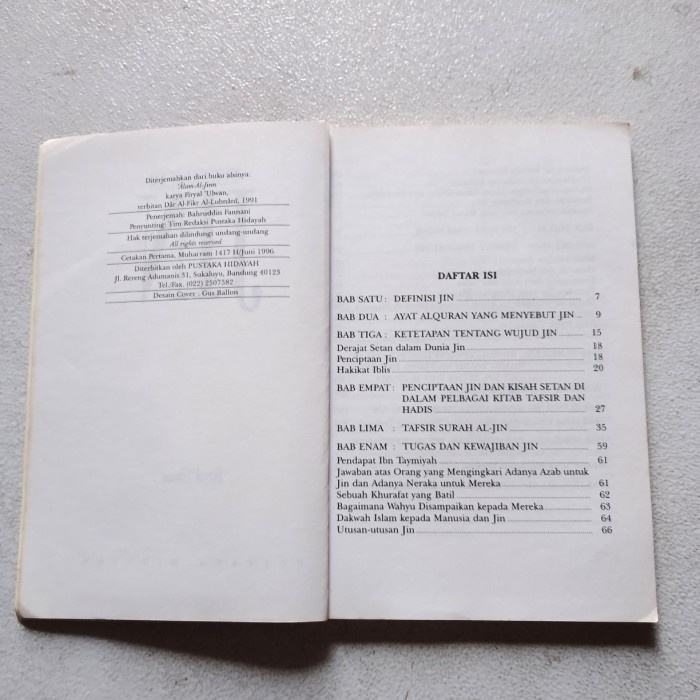 Diterjemahkan dari buku alsinya.
'Alam Al-Jinn
karya Firyal 'Ulwan,
terbitan Dâr Al-Fikr Al-Lubnânî, 1991
Penerjemah: Bahruddin Fannani
Penyunting: Tim Redaksi Pustaka Hidayah
Hak terjemahan dilindungi undang-undang
All rights reserved
Cetakan Pertama, Muharram 1417 H/Juni 1996
Diterbitkan oleh PUSTAKA HIDAYAH
Jl. Rereng Adumanis 31, Sukaluyu, Bandung 40123
Tel./Fax. (022) 2507582
Desain Cover : Gus Ballon
DAFTAR ISI
BAB SATU : DEFINISI JIN 7
BAB DUA : AYAT ALQURAN YANG MENYEBUT JIN 9
BAB TIGA : KETETAPAN TENTANG WUJUD JIN 15
Derajat Setan dalam Dunia Jin 18
Penciptaan Jin 18
Hakikat Iblis 20
BAB EMPAT : PENCIPTAAN JIN DAN KISAH SETAN DI
DALAM PELBAGAI KITAB TAFSIR DAN
HADIS 27
BAB LIMA : TAFSIR SURAH AL-JIN 35
BAB ENAM : TUGAS DAN KEWAJIBAN JIN 59
Pendapat Ibn Taymiyah 61
Jawaban atas Orang yang Mengingkari Adanya Azab untuk
Jin dan Adanya Neraka untuk Mereka 61
Sebuah Khurafat yang Batil 62
Bagaimana Wahyu Disampaikan kepada Mereka 63
Dakwah Islam kepada Manusia dan Jin 64
Utusan-utusan Jin 66